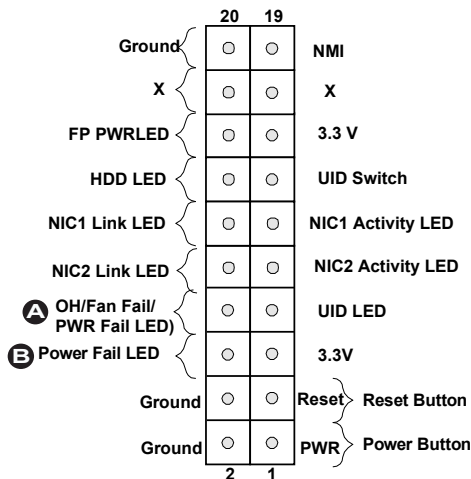 20 19
Ground NMI
X X
FP PWRLED 3.3 V
HDD LED UID Switch
NIC1 Link LED NIC1 Activity LED
NIC2 Link LED NIC2 Activity LED
A OH/Fan Fail/
PWR Fail LED) UID LED
B Power Fail LED 3.3V
Ground Reset Reset Button
Ground PWR Power Button
2 1